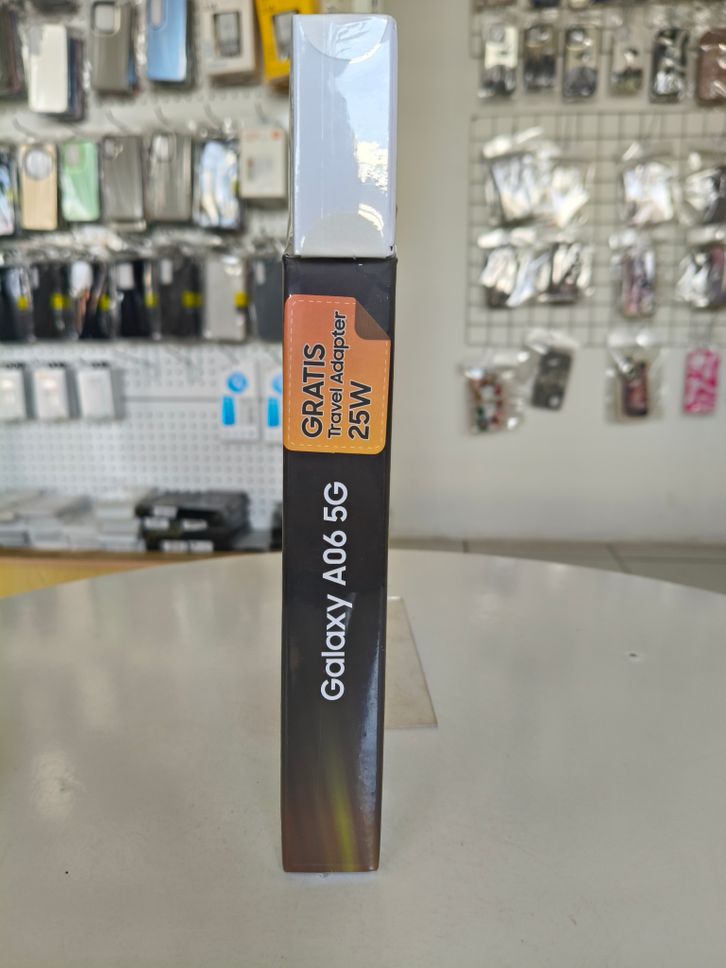 GRATIS
Travel Adapter
25W
Galaxy A06 5G